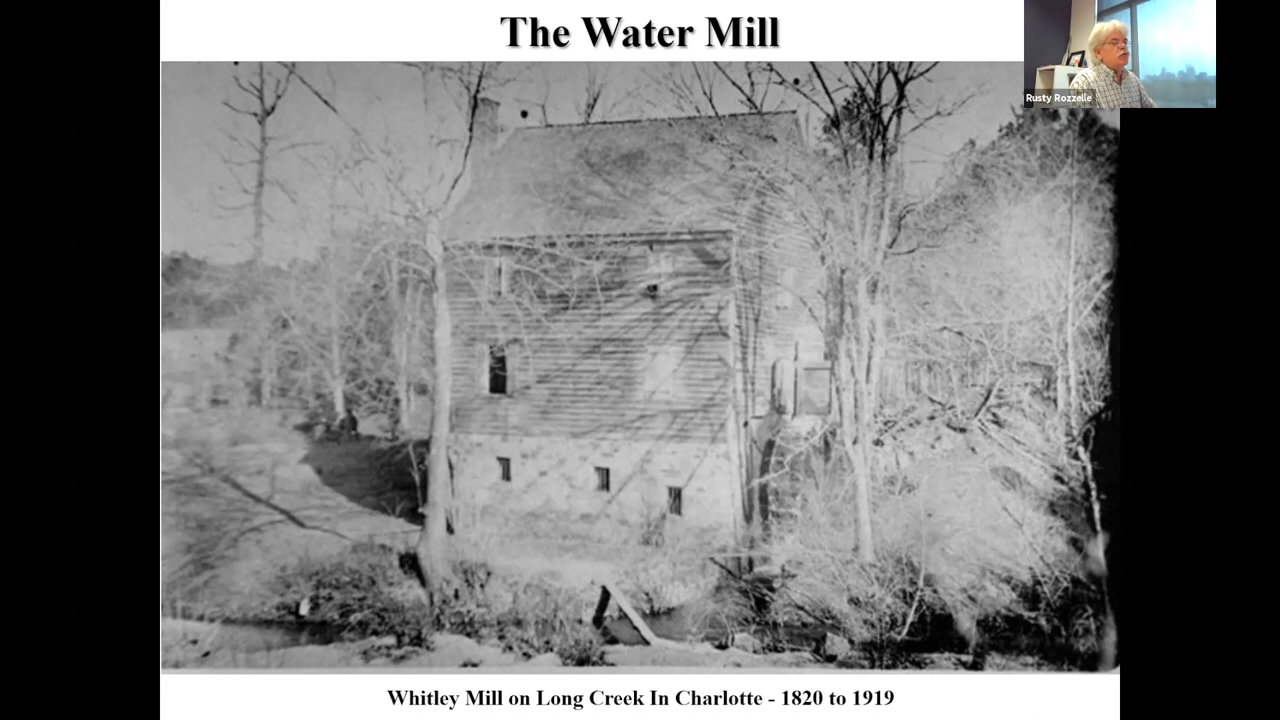 The Water Mill
Rusty Rozzelle
Whitley Mill on Long Creek In Charlotte - 1820 to 1919